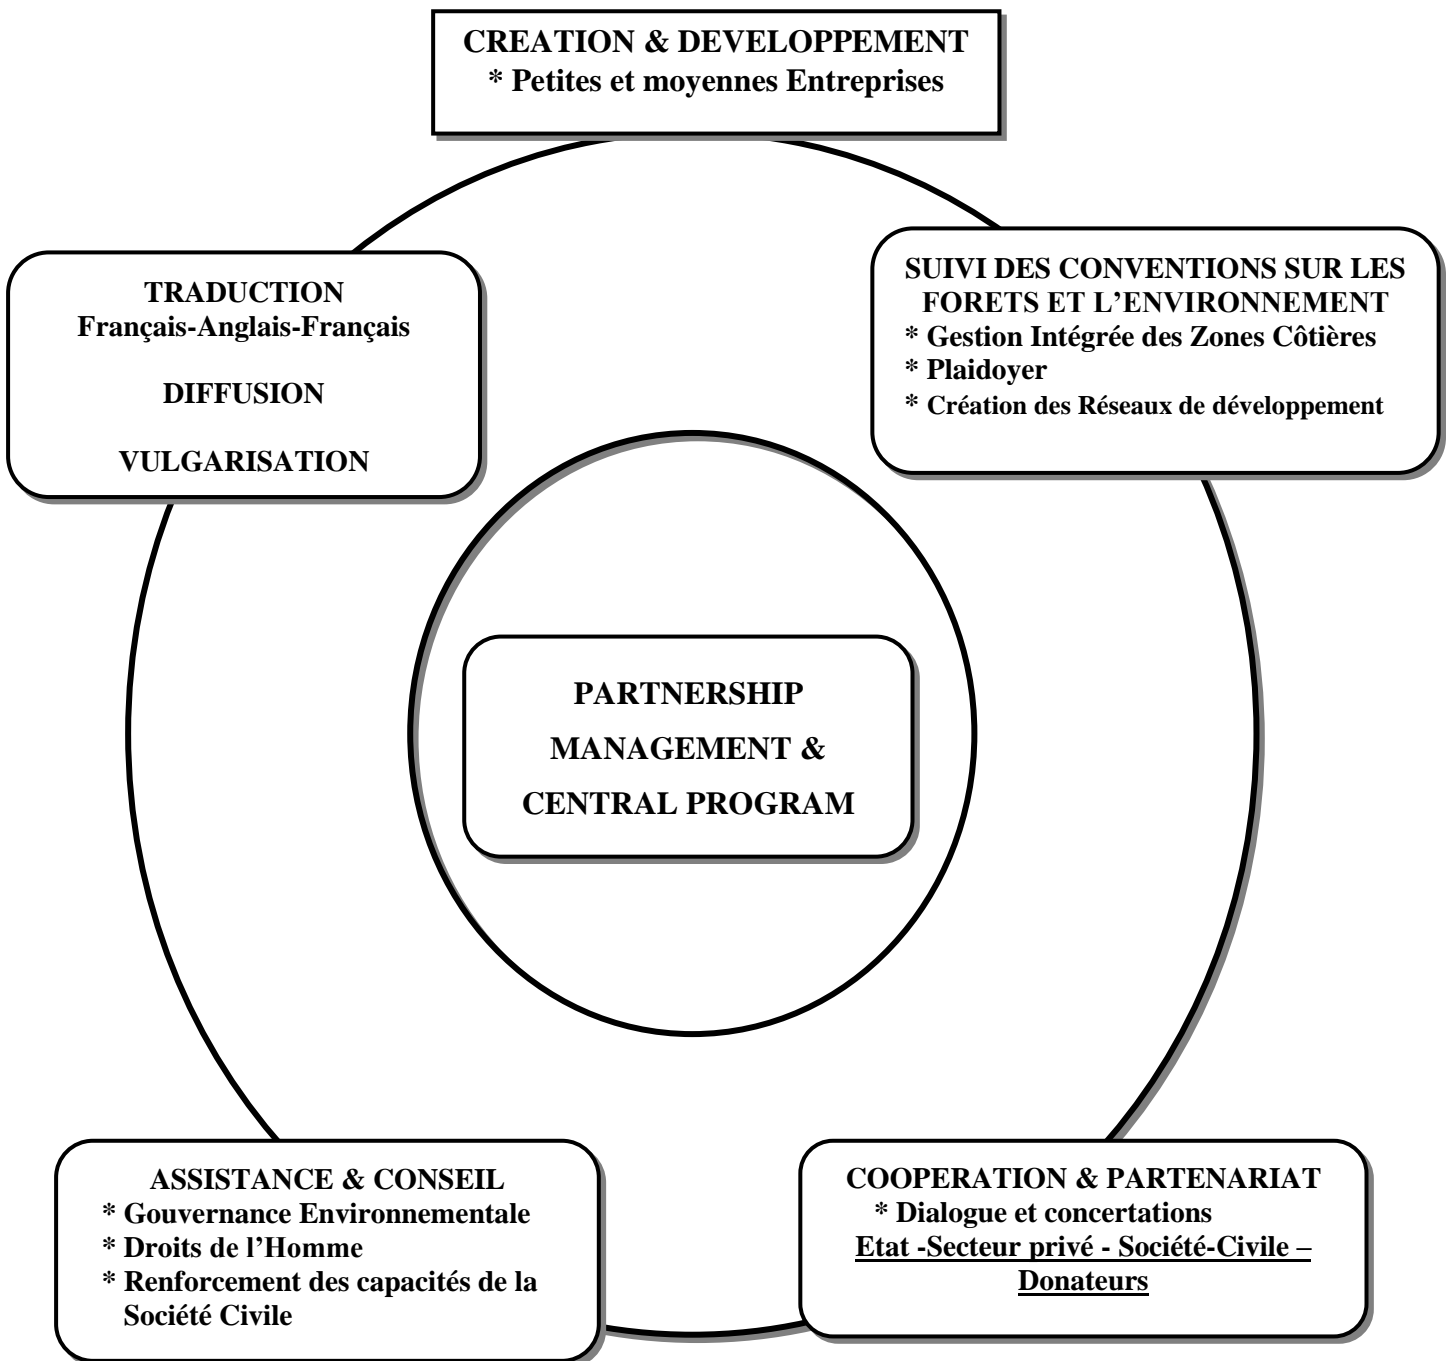 CREATION & DEVELOPPEMENT
* Petites et moyennes Entreprises
TRADUCTION
Français-Anglais-Français
DIFFUSION
VULGARISATION
SUIVI DES CONVENTIONS SUR LES
FORETS ET L’ENVIRONNEMENT
* Gestion Intégrée des Zones Côtières
* Plaidoyer
* Création des Réseaux de développement
PARTNERSHIP
MANAGEMENT &
CENTRAL PROGRAM
ASSISTANCE & CONSEIL
* Gouvernance Environnementale
* Droits de l’Homme
* Renforcement des capacités de la
Société Civile
COOPERATION & PARTENARIAT
* Dialogue et concertations
Etat -Secteur privé - Société-Civile –
Donateurs